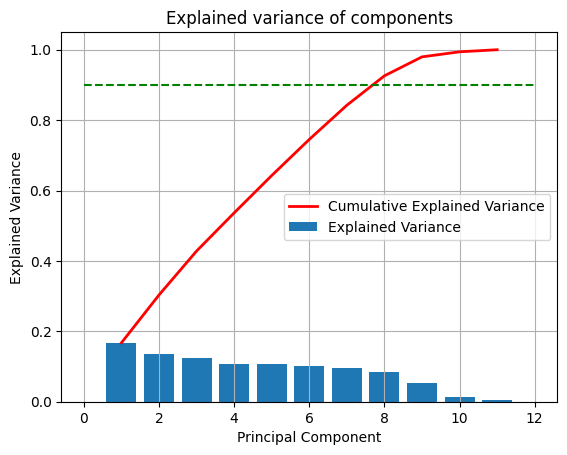 Explained variance of components
1.0
0.8
0.6
0.4
0.2
0.0
Explained Variance
Cumulative Explained Variance
Explained Variance
0 2 4 6 8 10 12
Principal Component